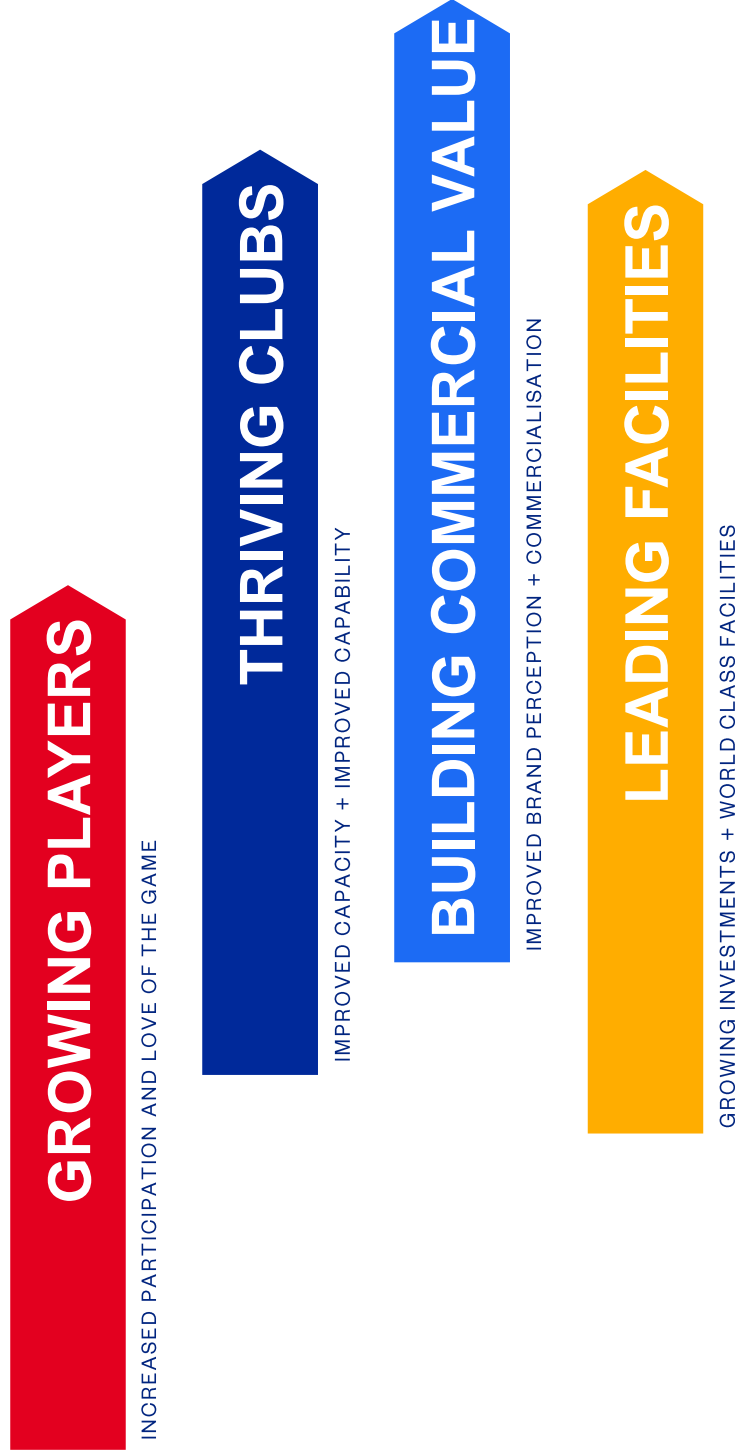 GROWING PLAYERS
INCREASED PARTICIPATION AND LOVE OF THE GAME
THRIVING CLUBS
IMPROVED CAPACITY + IMPROVED CAPABILITY
BUILDING COMMERCIAL VALUE
IMPROVED BRAND PERCEPTION + COMMERCIALISATION
LEADING FACILITIES
GROWING INVESTMENTS + WORLD CLASS FACILITIES